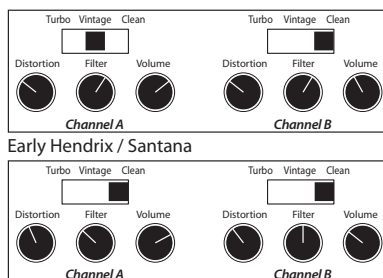 Turbo Vintage Clean Turbo Vintage Clean
Distortion Filter Volume Distortion Filter Volume
Channel A Channel B
Early Hendrix / Santana
Turbo Vintage Clean Turbo Vintage Clean
Distortion Filter Volume Distortion Filter Volume
Channel A Channel B